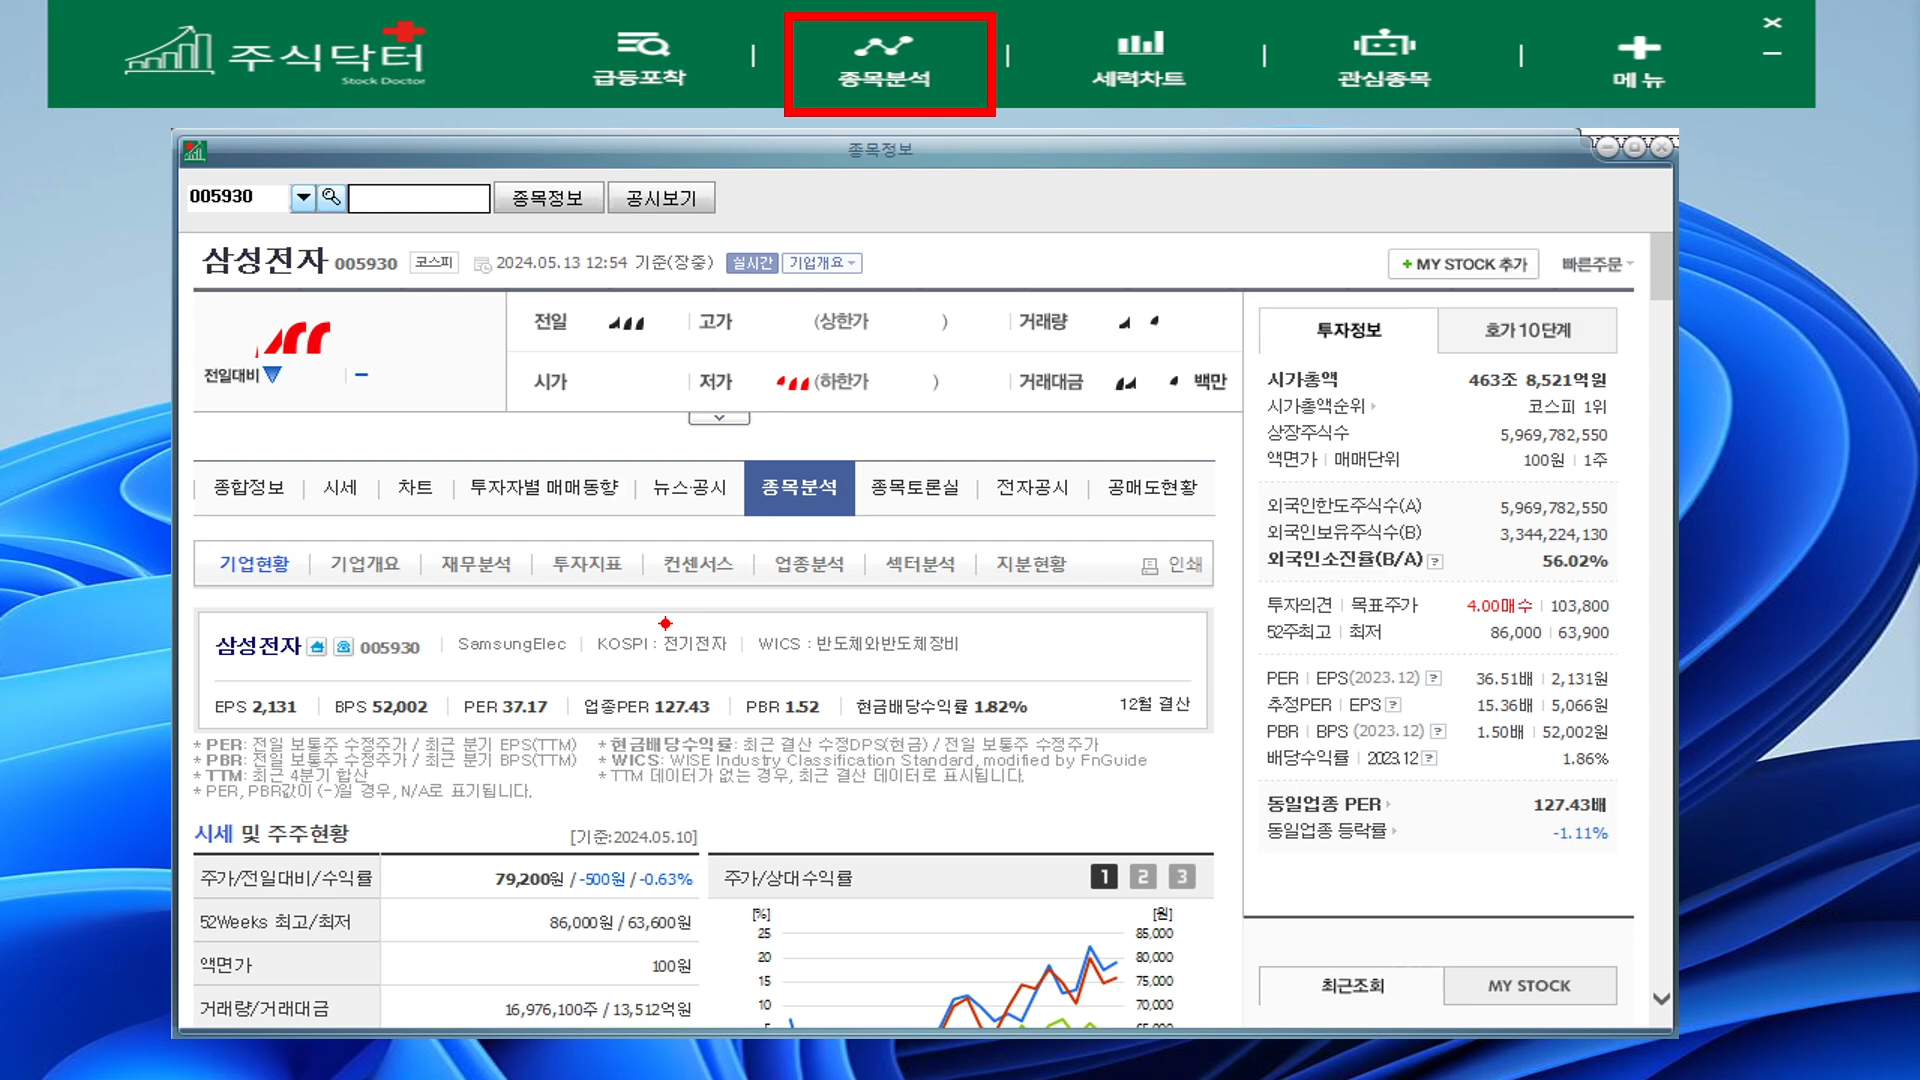 주식닥터
Stock Doctor
급등포착
종목분석
세력차트
관심종목
메뉴
종목정보
005930
종목정보
공시보기
삼성전자 005930 코스피 2024.05.13 12:54 기준(장중) 실시간 기업개요
+ MY STOCK 추가 빠른주문
전일대비
전일 고가 (상한가 ) 거래량
시가 저가 (하한가 ) 거래대금 백만
종합정보 시세 차트 투자자별 매매동향 뉴스·공시 종목분석 종목토론실 전자공시 공매도현황
기업현황 기업개요 재무분석 투자지표 컨센서스 업종분석 섹터분석 지분현황 인쇄
삼성전자 005930 SamsungElec KOSPI : 전기전자 WICS : 반도체와반도체장비
EPS 2,131 BPS 52,002 PER 37.17 업종PER 127.43 PBR 1.52 현금배당수익률 1.82% 12월 결산
* PER: 전일 보통주 수정주가 / 최근 분기 EPS(TTM)
* PBR: 전일 보통주 수정주가 / 최근 분기 BPS(TTM)
* TTM: 최근 4분기 합산
* PER, PBR값이 (-)일 경우, N/A로 표기됩니다.
* 현금배당수익률: 최근 결산 수정DPS(현금) / 전일 보통주 수정주가
* WICS: WISE Industry Classification Standard, modified by FnGuide
* TTM 데이터가 없는 경우, 최근 결산 데이터로 표시됩니다.
시세 및 주주현황 [기준:2024.05.10]
주가/전일대비/수익률 79,200원 / -500원 / -0.63%
52Weeks 최고/최저 86,000원 / 63,600원
액면가 100원
거래량/거래대금 16,976,100주 / 13,512억원
주가/상대수익률 1 2 3
[%] [원]
25 85,000
20 80,000
15 75,000
10 70,000
5 65,000
투자정보 호가 10단계
시가총액 463조 8,521억원
시가총액순위 코스피 1위
상장주식수 5,969,782,550
액면가 매매단위 100원 1주
외국인한도주식수(A) 5,969,782,550
외국인보유주식수(B) 3,344,224,130
외국인소진율(B/A) ? 56.02%
투자의견 목표주가 4.00매수 103,800
52주최고 최저 86,000 63,900
PER EPS(2023.12) ? 36.51배 2,131원
추정PER EPS ? 15.36배 5,066원
PBR BPS (2023.12) ? 1.50배 52,002원
배당수익률 2023.12 ? 1.86%
동일업종 PER 127.43배
동일업종 등락률 -1.11%
최근조회 MY STOCK